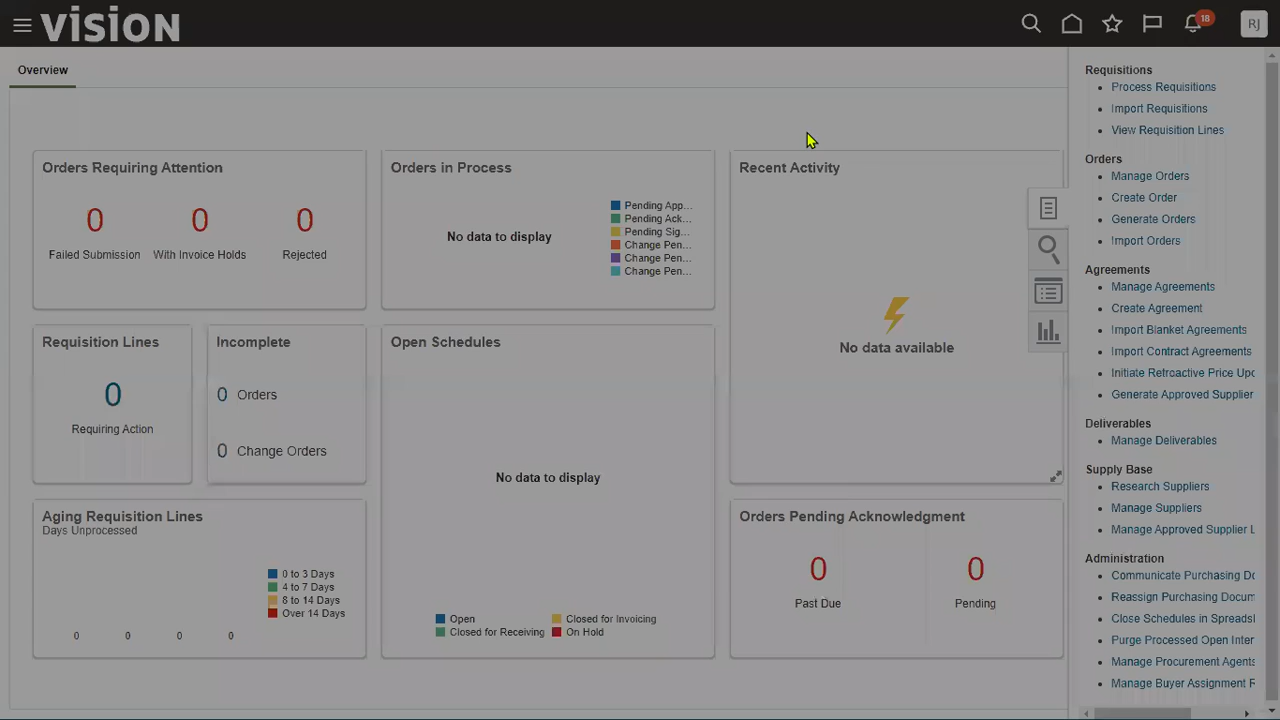 vision
18
RJ
Overview
Orders Requiring Attention
0 0 0
Failed Submission With Invoice Holds Rejected
Orders in Process
No data to display
Pending App...
Pending Ack...
Pending Sig...
Change Pen...
Change Pen...
Change Pen...
Recent Activity
No data available
Requisition Lines
0
Requiring Action
Incomplete
0 Orders
0 Change Orders
Open Schedules
No data to display
Open
Closed for Invoicing
Closed for Receiving
On Hold
Aging Requisition Lines
Days Unprocessed
0 to 3 Days
4 to 7 Days
8 to 14 Days
Over 14 Days
0 0 0 0
Orders Pending Acknowledgment
0 0
Past Due Pending
Requisitions
Process Requisitions
Import Requisitions
View Requisition Lines
Orders
Manage Orders
Create Order
Generate Orders
Import Orders
Agreements
Manage Agreements
Create Agreement
Import Blanket Agreements
Import Contract Agreements
Initiate Retroactive Price Upd
Generate Approved Supplier
Deliverables
Manage Deliverables
Supply Base
Research Suppliers
Manage Suppliers
Manage Approved Supplier L
Administration
Communicate Purchasing Do
Reassign Purchasing Docum
Close Schedules in Spreads
Purge Processed Open Inter
Manage Procurement Agents
Manage Buyer Assignment R